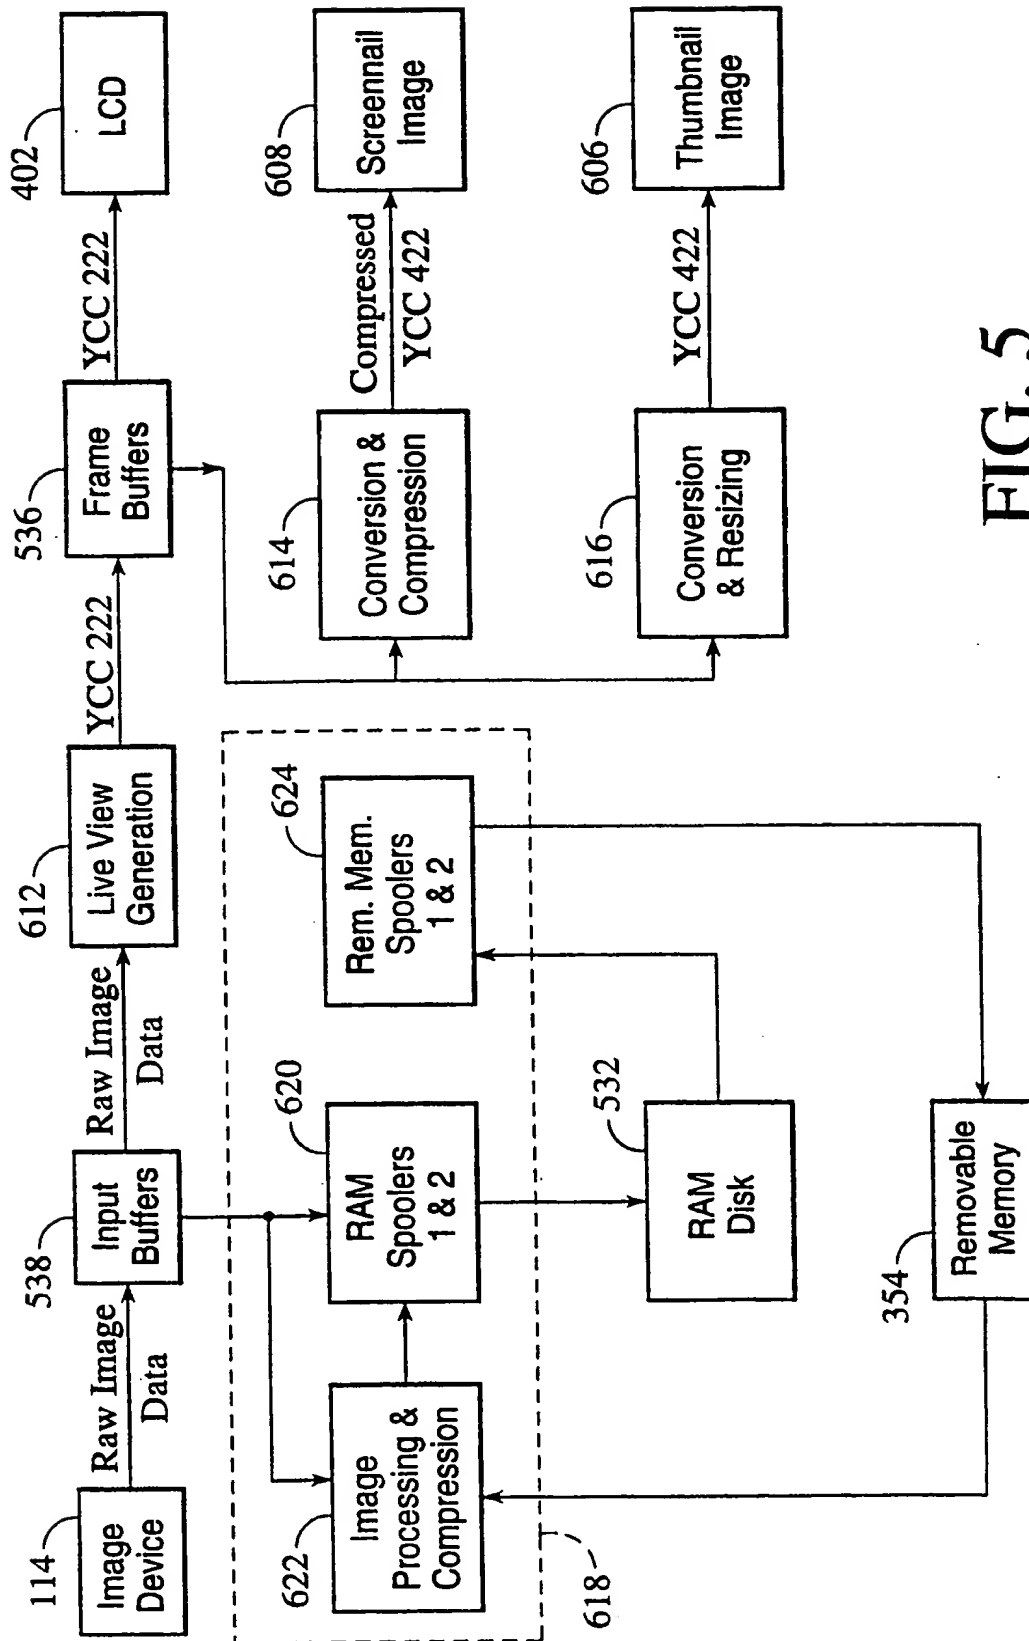 114
Image
Device
Raw Image
Data
538
Input
Buffers
Raw Image
Data
612
Live View
Generation
YCC 222
536
Frame
Buffers
YCC 222
402
LCD
622
Image
Processing &
Compression
620
RAM
Spoolers
1 & 2
624
Rem. Mem.
Spoolers
1 & 2
614
Conversion &
Compression
Compressed
YCC 422
608
Screennail
Image
618
532
RAM
Disk
616
Conversion
& Resizing
YCC 422
606
Thumbnail
Image
354
Removable
Memory
FIG. 5